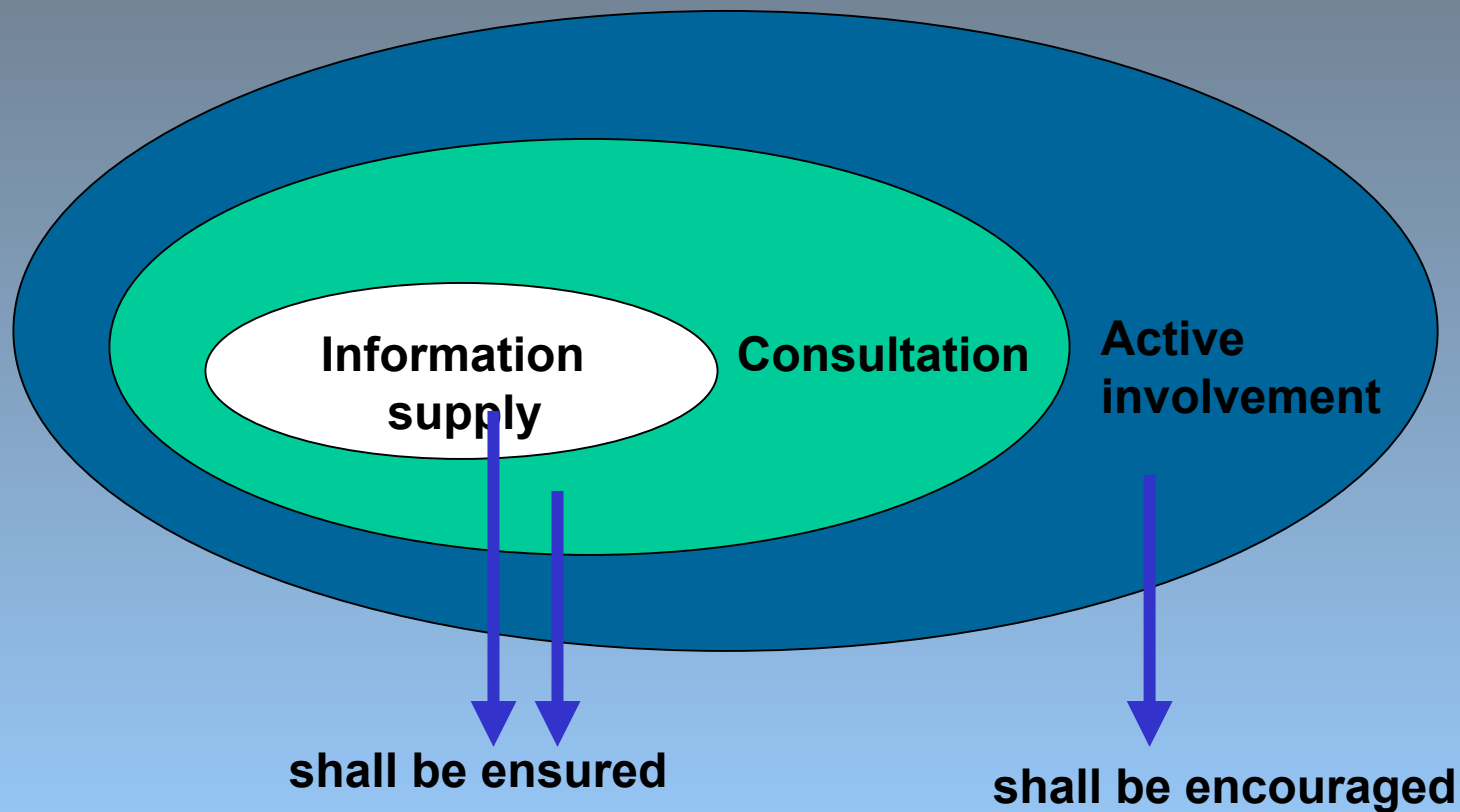 Information
supply
Consultation
Active
involvement
shall be ensured
shall be encouraged